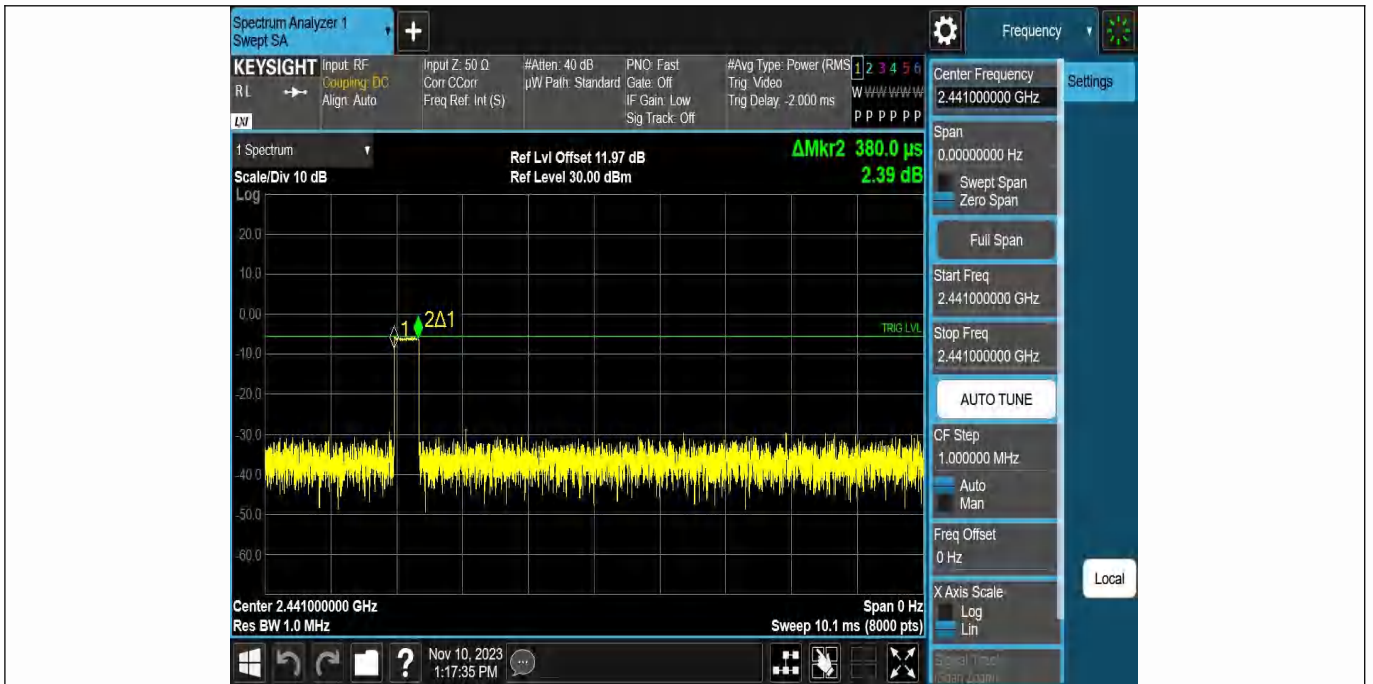 Spectrum Analyzer 1
Swept SA
+
Frequency
KEYSIGHT
RL
LXI
Input: RF
Coupling: DC
Align: Auto
Input Z: 50 Ω
Corr CCorr
Freq Ref: Int (S)
#Atten: 40 dB
µW Path: Standard
PNO: Fast
Gate: Off
IF Gain: Low
Sig Track: Off
#Avg Type: Power (RMS
Trig: Video
Trig Delay: -2.000 ms
1 2 3 4 5 6
W W W W W W
P P P P P P
1 Spectrum
Scale/Div 10 dB
Log
Ref Lvl Offset 11.97 dB
Ref Level 30.00 dBm
ΔMkr2 380.0 µs
2.39 dB
20.0
10.0
0.00
-10.0
-20.0
-30.0
-40.0
-50.0
-60.0
1
2Δ1
TRIG LVL
Center 2.441000000 GHz
Res BW 1.0 MHz
Span 0 Hz
Sweep 10.1 ms (8000 pts)
Center Frequency
2.441000000 GHz
Settings
Span
0.00000000 Hz
Swept Span
Zero Span
Full Span
Start Freq
2.441000000 GHz
Stop Freq
2.441000000 GHz
AUTO TUNE
CF Step
1.000000 MHz
Auto
Man
Freq Offset
0 Hz
X Axis Scale
Log
Lin
Signal Track
(Span Zoom)
Local
?
Nov 10, 2023
1:17:35 PM